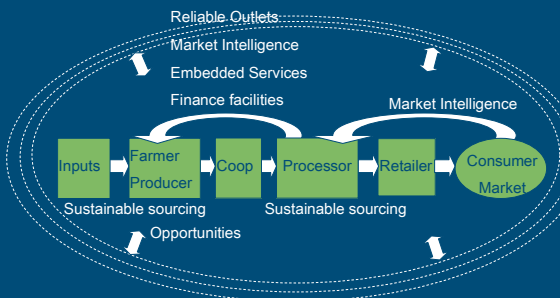 Reliable Outlets
Market Intelligence
Embedded Services
Finance facilities
Market Intelligence
Inputs
Farmer
Producer
Coop
Processor
Retailer
Consumer
Market
Sustainable sourcing
Sustainable sourcing
Opportunities